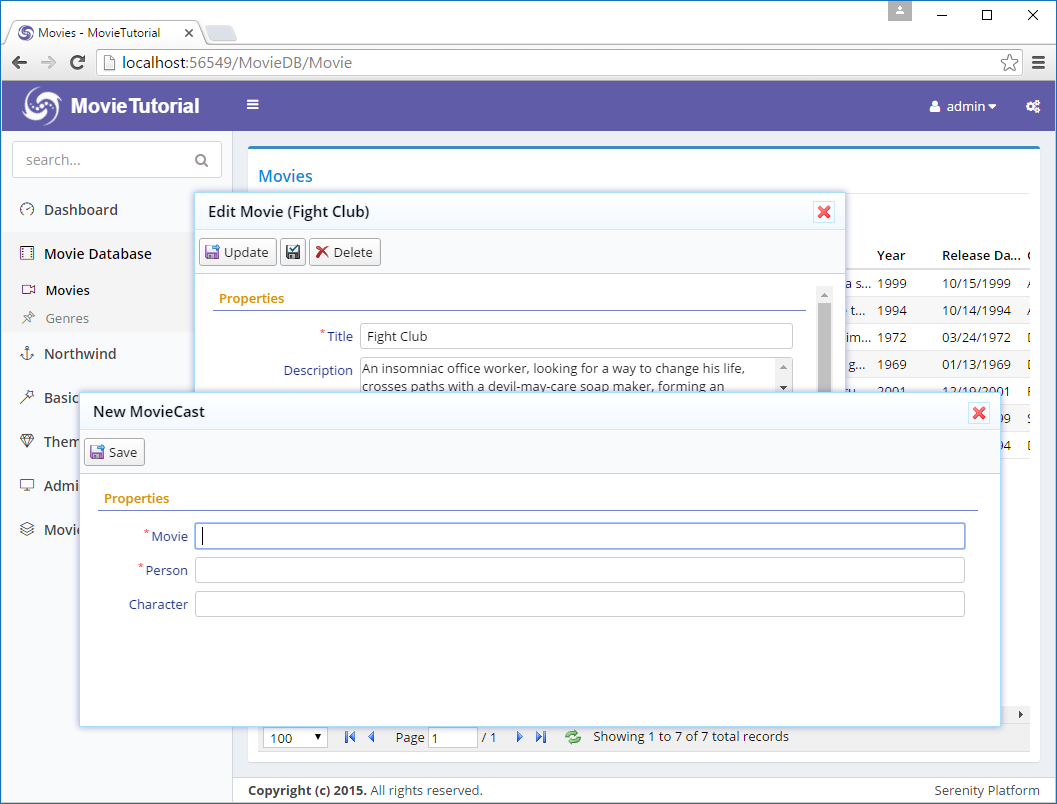 Movies - MovieTutorial
localhost:56549/MovieDB/Movie
MovieTutorial
admin
search...
Movies
Dashboard
Edit Movie (Fight Club)
Update
Delete
Movie Database
Year
Release Da...
Properties
a s... 1999 10/15/1999
Movies
t... 1994 10/14/1994
Genres
* Title Fight Club
im... 1972 03/24/1972
Northwind
Description An insomniac office worker, looking for a way to change his life,
g... 1969 01/13/1969
crosses paths with a devil-may-care soap maker, forming an
2001 12/19/2001
New MovieCast
Save
Properties
* Movie
* Person
Character
100
Page 1 / 1
Showing 1 to 7 of 7 total records
Copyright (c) 2015. All rights reserved.
Serenity Platform